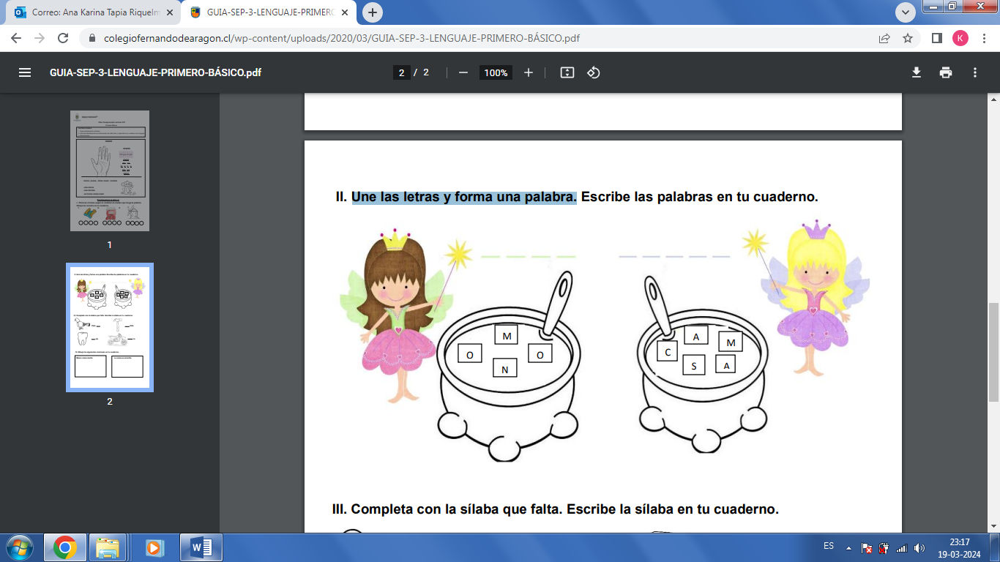 Correo: Ana Karina Tapia Riquelm
GUIA-SEP-3-LENGUAJE-PRIMERO
colegiofernandodearagon.cl/wp-content/uploads/2020/03/GUIA-SEP-3-LENGUAJE-PRIMERO-BÁSICO.pdf
K
GUIA-SEP-3-LENGUAJE-PRIMERO-BÁSICO.pdf
2 / 2
100%
1
2
II. Une las letras y forma una palabra. Escribe las palabras en tu cuaderno.
M
O
O
N
A
M
C
S
A
III. Completa con la sílaba que falta. Escribe la sílaba en tu cuaderno.
ES
23:17
19-03-2024